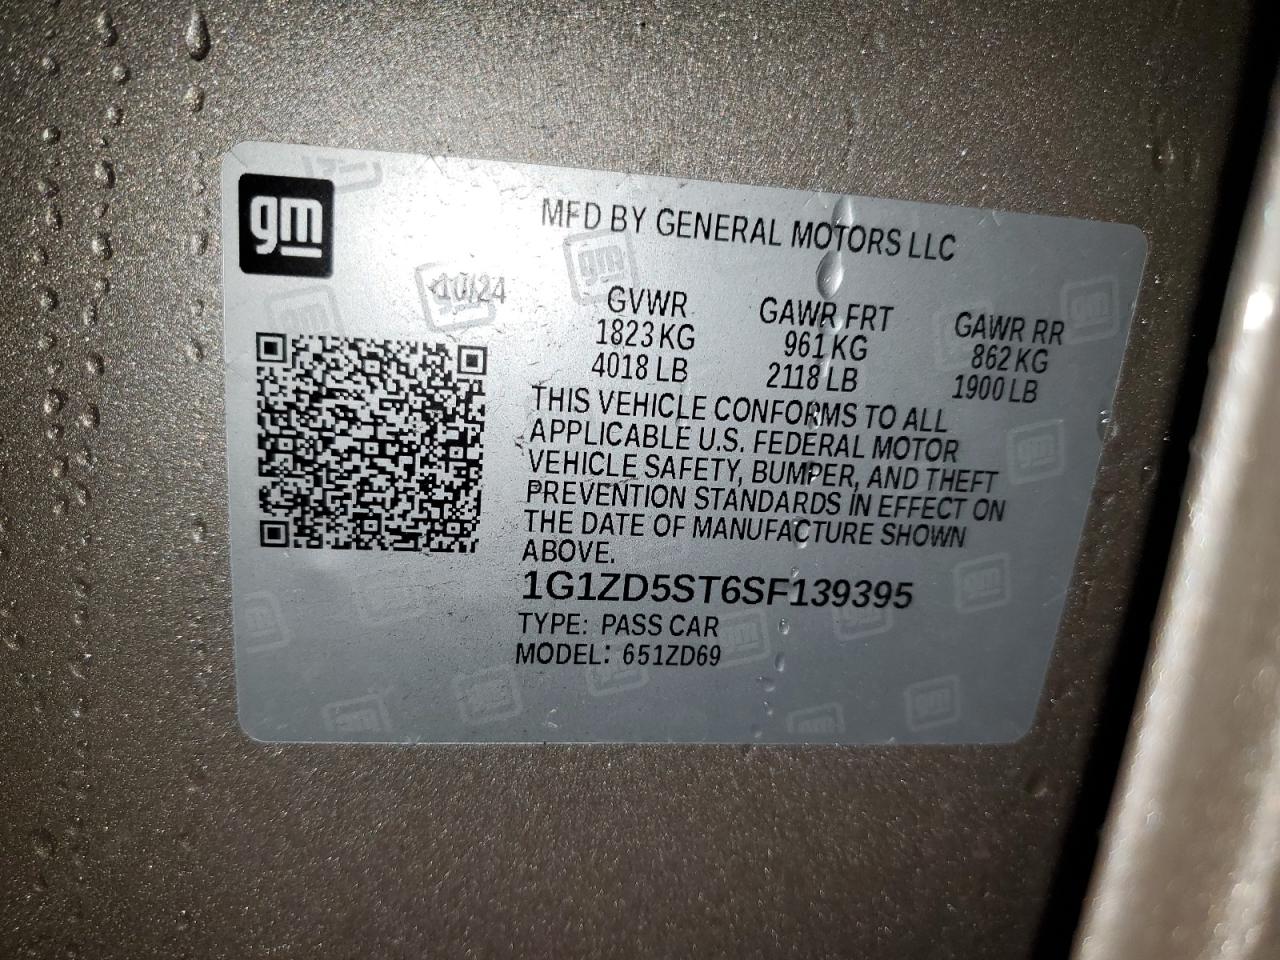 gm
MFD BY GENERAL MOTORS LLC
10/24
GVWR GAWR FRT GAWR RR
1823 KG 961 KG 862 KG
4018 LB 2118 LB 1900 LB
THIS VEHICLE CONFORMS TO ALL
APPLICABLE U.S. FEDERAL MOTOR
VEHICLE SAFETY, BUMPER, AND THEFT
PREVENTION STANDARDS IN EFFECT ON
THE DATE OF MANUFACTURE SHOWN
ABOVE.
1G1ZD5ST6SF139395
TYPE: PASS CAR
MODEL: 651ZD69